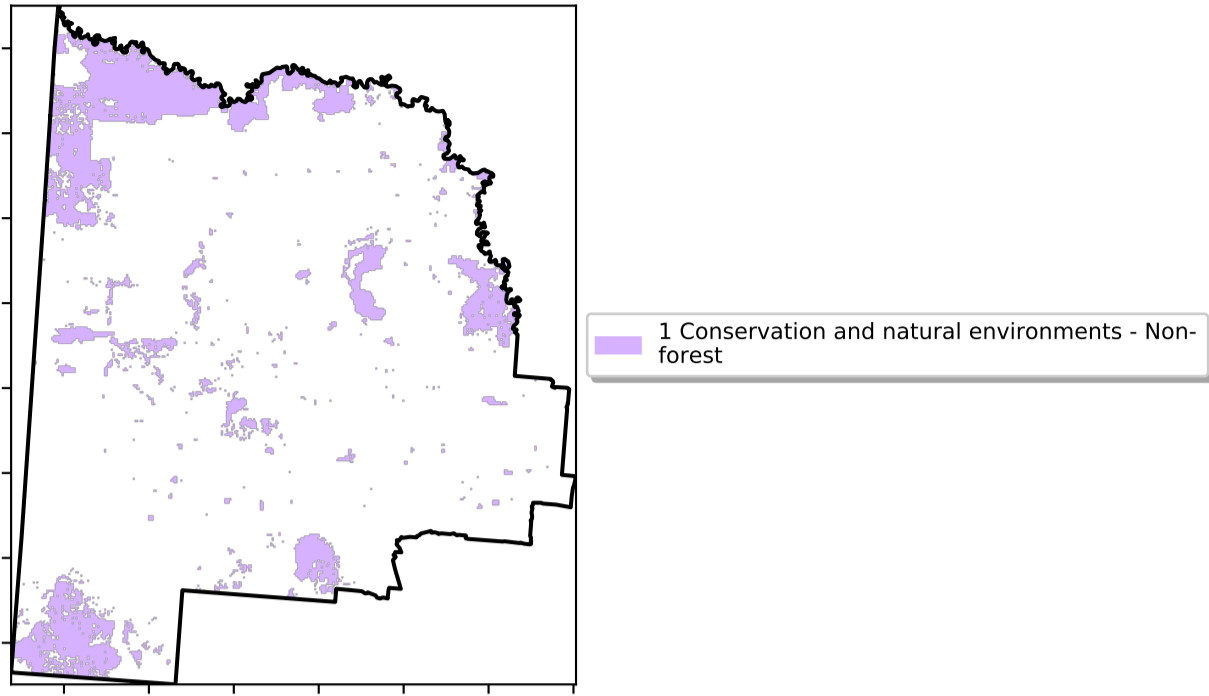 1 Conservation and natural environments - Non-
forest